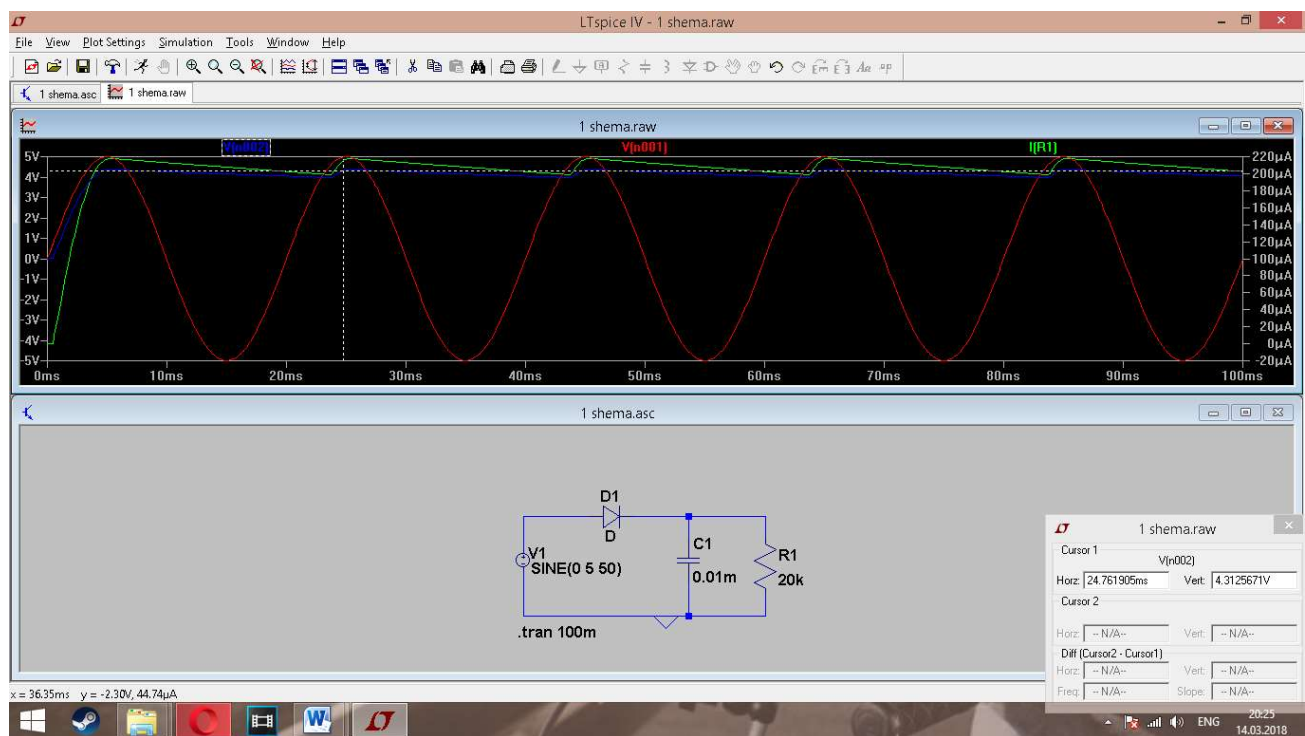 LTspice IV - 1 shema.raw
File View Plot Settings Simulation Tools Window Help
1 shema.asc 1 shema.raw
1 shema.raw
V(n002) V(n001) I(R1)
5V 220µA
4V 200µA
3V 180µA
2V 160µA
1V 140µA
0V 120µA
-1V 100µA
-2V 80µA
-3V 60µA
-4V 40µA
-5V 20µA
0µA
-20µA
0ms 10ms 20ms 30ms 40ms 50ms 60ms 70ms 80ms 90ms 100ms
1 shema.asc
D1
D
V1
SINE(0 5 50)
C1
0.01m
R1
20k
.tran 100m
1 shema.raw
Cursor 1
V(n002)
Horz: 24.761905ms Vert: 4.3125671V
Cursor 2
Horz: -- N/A-- Vert: -- N/A--
Diff (Cursor2 - Cursor1)
Horz: -- N/A-- Vert: -- N/A--
Freq: -- N/A-- Slope: -- N/A--
x = 36.35ms y = -2.30V, 44.74µA
ENG
20:25
14.03.2018